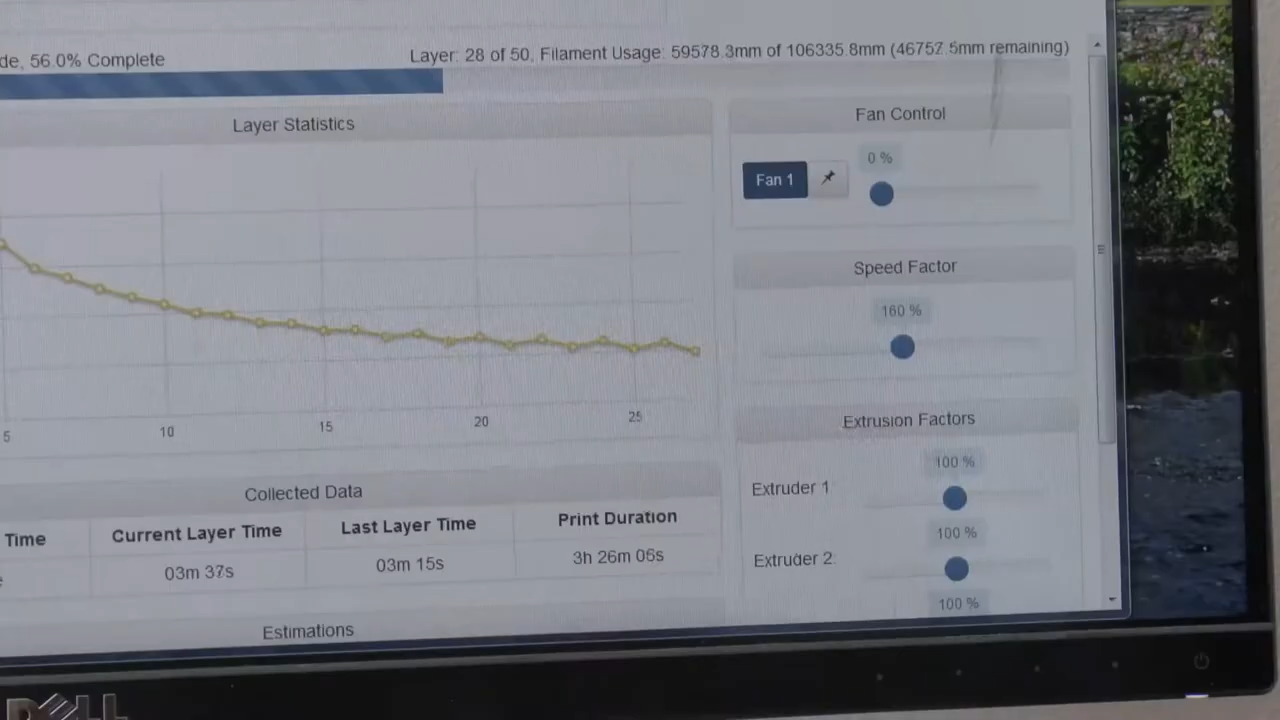 de, 56.0% Complete
Layer: 28 of 50, Filament Usage: 59578.3mm of 106335.8mm (46757.5mm remaining)
Layer Statistics
5 10 15 20 25
Fan Control
Fan 1
0 %
Speed Factor
160 %
Extrusion Factors
100 %
Extruder 1
100 %
Extruder 2
100 %
Collected Data
Time Current Layer Time Last Layer Time Print Duration
03m 37s 03m 15s 3h 26m 06s
Estimations
DELL